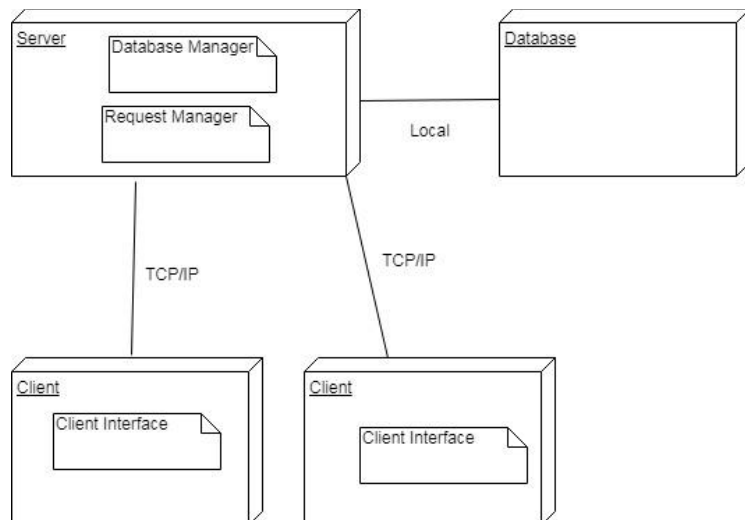 Server
Database Manager
Request Manager
Database
Local
TCP/IP
TCP/IP
Client
Client Interface
Client
Client Interface